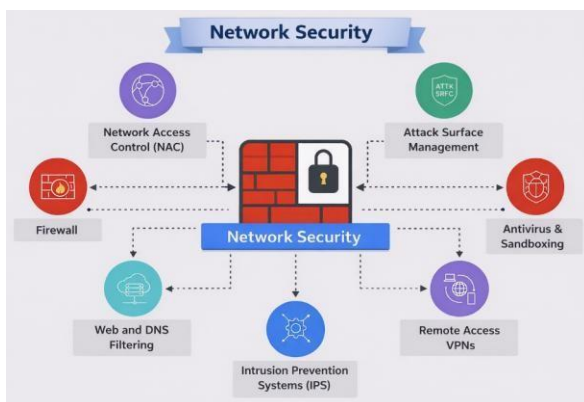 Network Security
Network Access
Control (NAC)
ATTK
SRFC
Attack Surface
Management
Firewall
Network Security
Antivirus &
Sandboxing
Web and DNS
Filtering
Intrusion Prevention
Systems (IPS)
Remote Access
VPNs